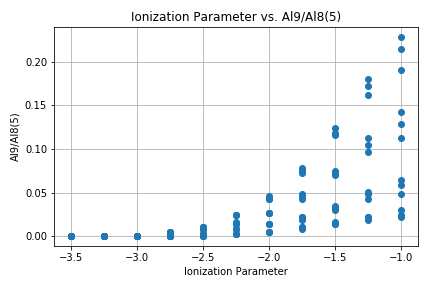 Ionization Parameter vs. Al9/Al8(5)
0.20
0.15
0.10
0.05
0.00
Al9/Al8(5)
−3.5 −3.0 −2.5 −2.0 −1.5 −1.0
Ionization Parameter